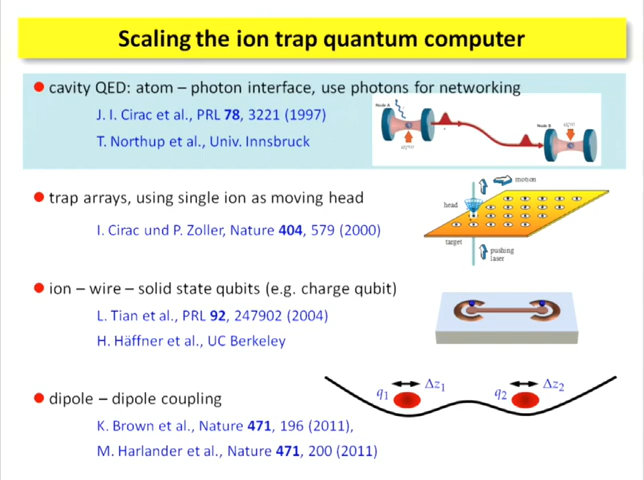 Scaling the ion trap quantum computer
cavity QED: atom – photon interface, use photons for networking
J. I. Cirac et al., PRL 78, 3221 (1997)
T. Northup et al., Univ. Innsbruck
Node A
Node B
trap arrays, using single ion as moving head
I. Cirac und P. Zoller, Nature 404, 579 (2000)
motion
head
target
pushing
laser
ion – wire – solid state qubits (e.g. charge qubit)
L. Tian et al., PRL 92, 247902 (2004)
H. Häffner et al., UC Berkeley
dipole – dipole coupling
K. Brown et al., Nature 471, 196 (2011),
M. Harlander et al., Nature 471, 200 (2011)
q1 Δz1 q2 Δz2